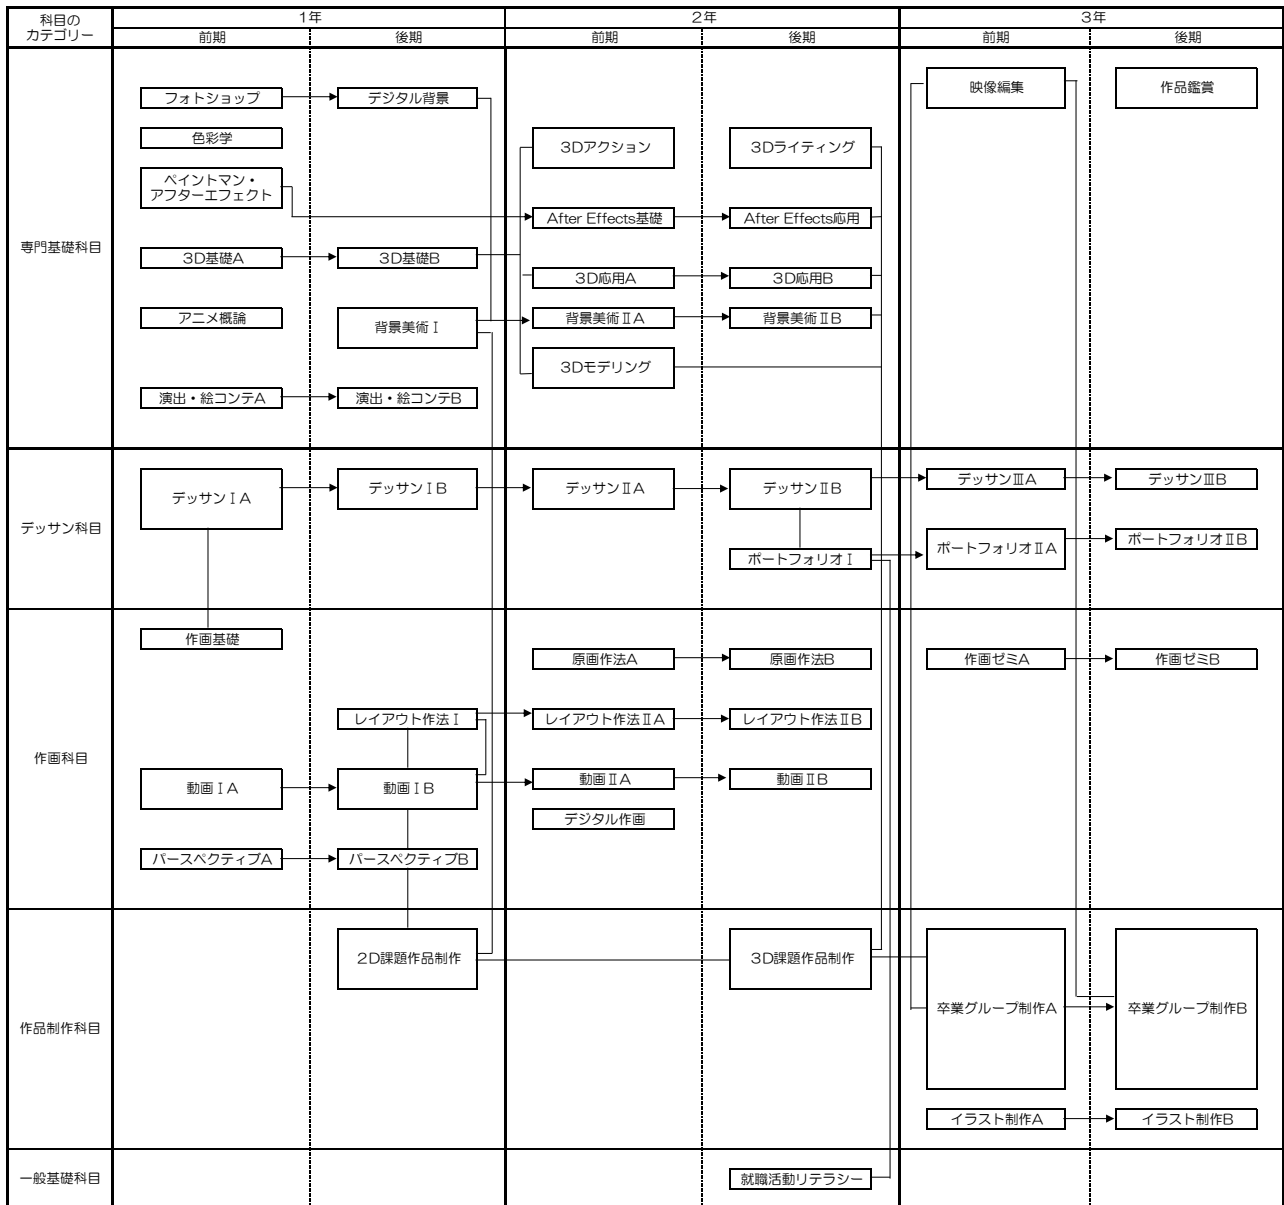 科目の
カテゴリー
1年
2年
3年
前期
後期
前期
後期
前期
後期
専門基礎科目
フォトショップ
デジタル背景
映像編集
作品鑑賞
色彩学
3Dアクション
3Dライティング
ペイントマン・
アフターエフェクト
After Effects基礎
After Effects応用
3D基礎A
3D基礎B
3D応用A
3D応用B
アニメ概論
背景美術Ⅰ
背景美術ⅡA
背景美術ⅡB
3Dモデリング
演出・絵コンテA
演出・絵コンテB
デッサン科目
デッサンⅠA
デッサンⅠB
デッサンⅡA
デッサンⅡB
デッサンⅢA
デッサンⅢB
ポートフォリオⅠ
ポートフォリオⅡA
ポートフォリオⅡB
作画科目
作画基礎
原画作法A
原画作法B
作画ゼミA
作画ゼミB
レイアウト作法Ⅰ
レイアウト作法ⅡA
レイアウト作法ⅡB
動画ⅠA
動画ⅠB
動画ⅡA
動画ⅡB
デジタル作画
パースペクティブA
パースペクティブB
作品制作科目
2D課題作品制作
3D課題作品制作
卒業グループ制作A
卒業グループ制作B
イラスト制作A
イラスト制作B
一般基礎科目
就職活動リテラシー